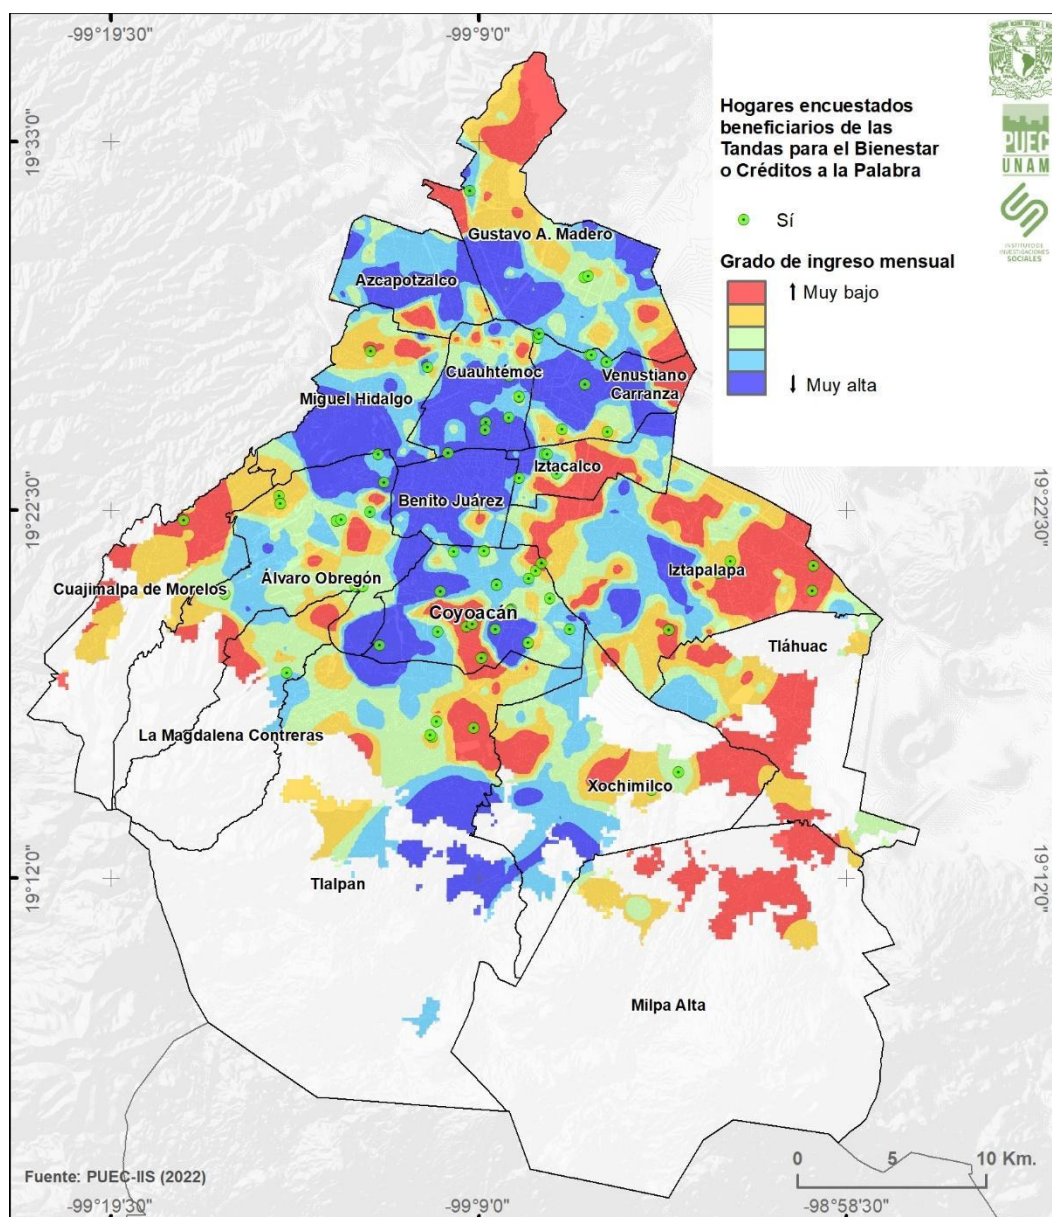 -99°19'30"
-99°9'0"
19°33'0"
Hogares encuestados
beneficiarios de las
Tandas para el Bienestar
o Créditos a la Palabra
Sí
Grado de ingreso mensual
Muy bajo
Muy alta
PUEC
UNAM
INSTITUTO DE
INVESTIGACIONES
SOCIALES
Gustavo A. Madero
Azcapotzalco
Cuauhtémoc
Venustiano
Carranza
Miguel Hidalgo
Iztacalco
Benito Juárez
19°22'30"
19°22'30"
Iztapalapa
Álvaro Obregón
Cuajimalpa de Morelos
Coyoacán
Tláhuac
La Magdalena Contreras
Xochimilco
19°12'0"
19°12'0"
Tlalpan
Milpa Alta
Fuente: PUEC-IIS (2022)
0 5 10 Km.
-99°19'30"
-99°9'0"
-98°58'30"